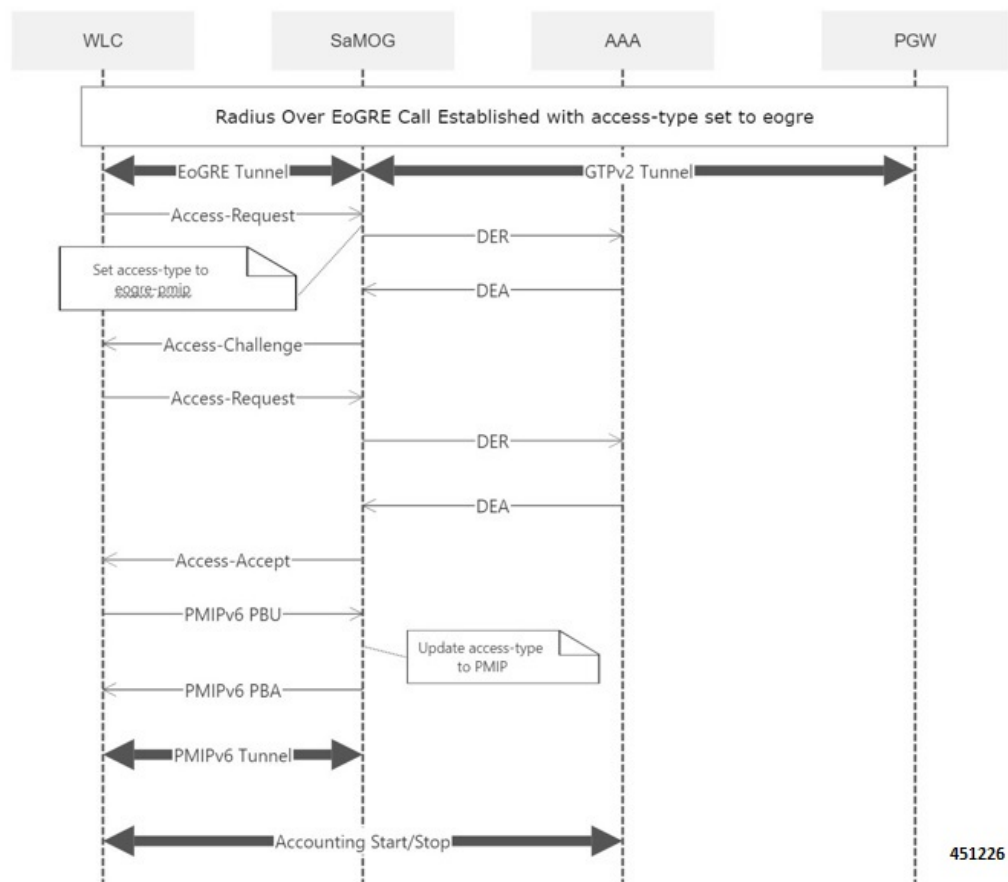 WLC
SaMOG
AAA
PGW
Radius Over EoGRE Call Established with access-type set to eogre
EoGRE Tunnel
GTPv2 Tunnel
Access-Request
DER
Set access-type to
eogre-pmip
DEA
Access-Challenge
Access-Request
DER
DEA
Access-Accept
PMIPv6 PBU
Update access-type
to PMIP
PMIPv6 PBA
PMIPv6 Tunnel
Accounting Start/Stop
451226